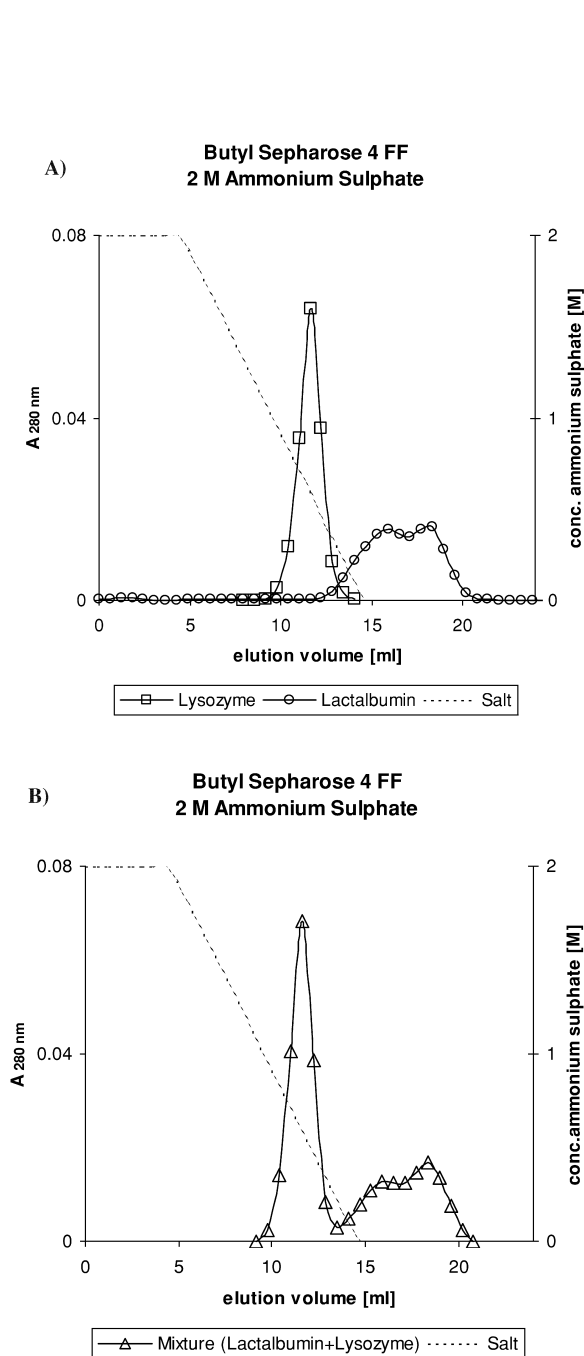 A)
Butyl Sepharose 4 FF
2 M Ammonium Sulphate
0.08
0.04
0
A 280 nm
2
1
0
conc. ammonium sulphate [M]
0 5 10 15 20
elution volume [ml]
Lysozyme Lactalbumin Salt
B)
Butyl Sepharose 4 FF
2 M Ammonium Sulphate
0.08
0.04
0
A 280 nm
2
1
0
conc.ammonium sulphate [M]
0 5 10 15 20
elution volume [ml]
Mixture (Lactalbumin+Lysozyme) Salt